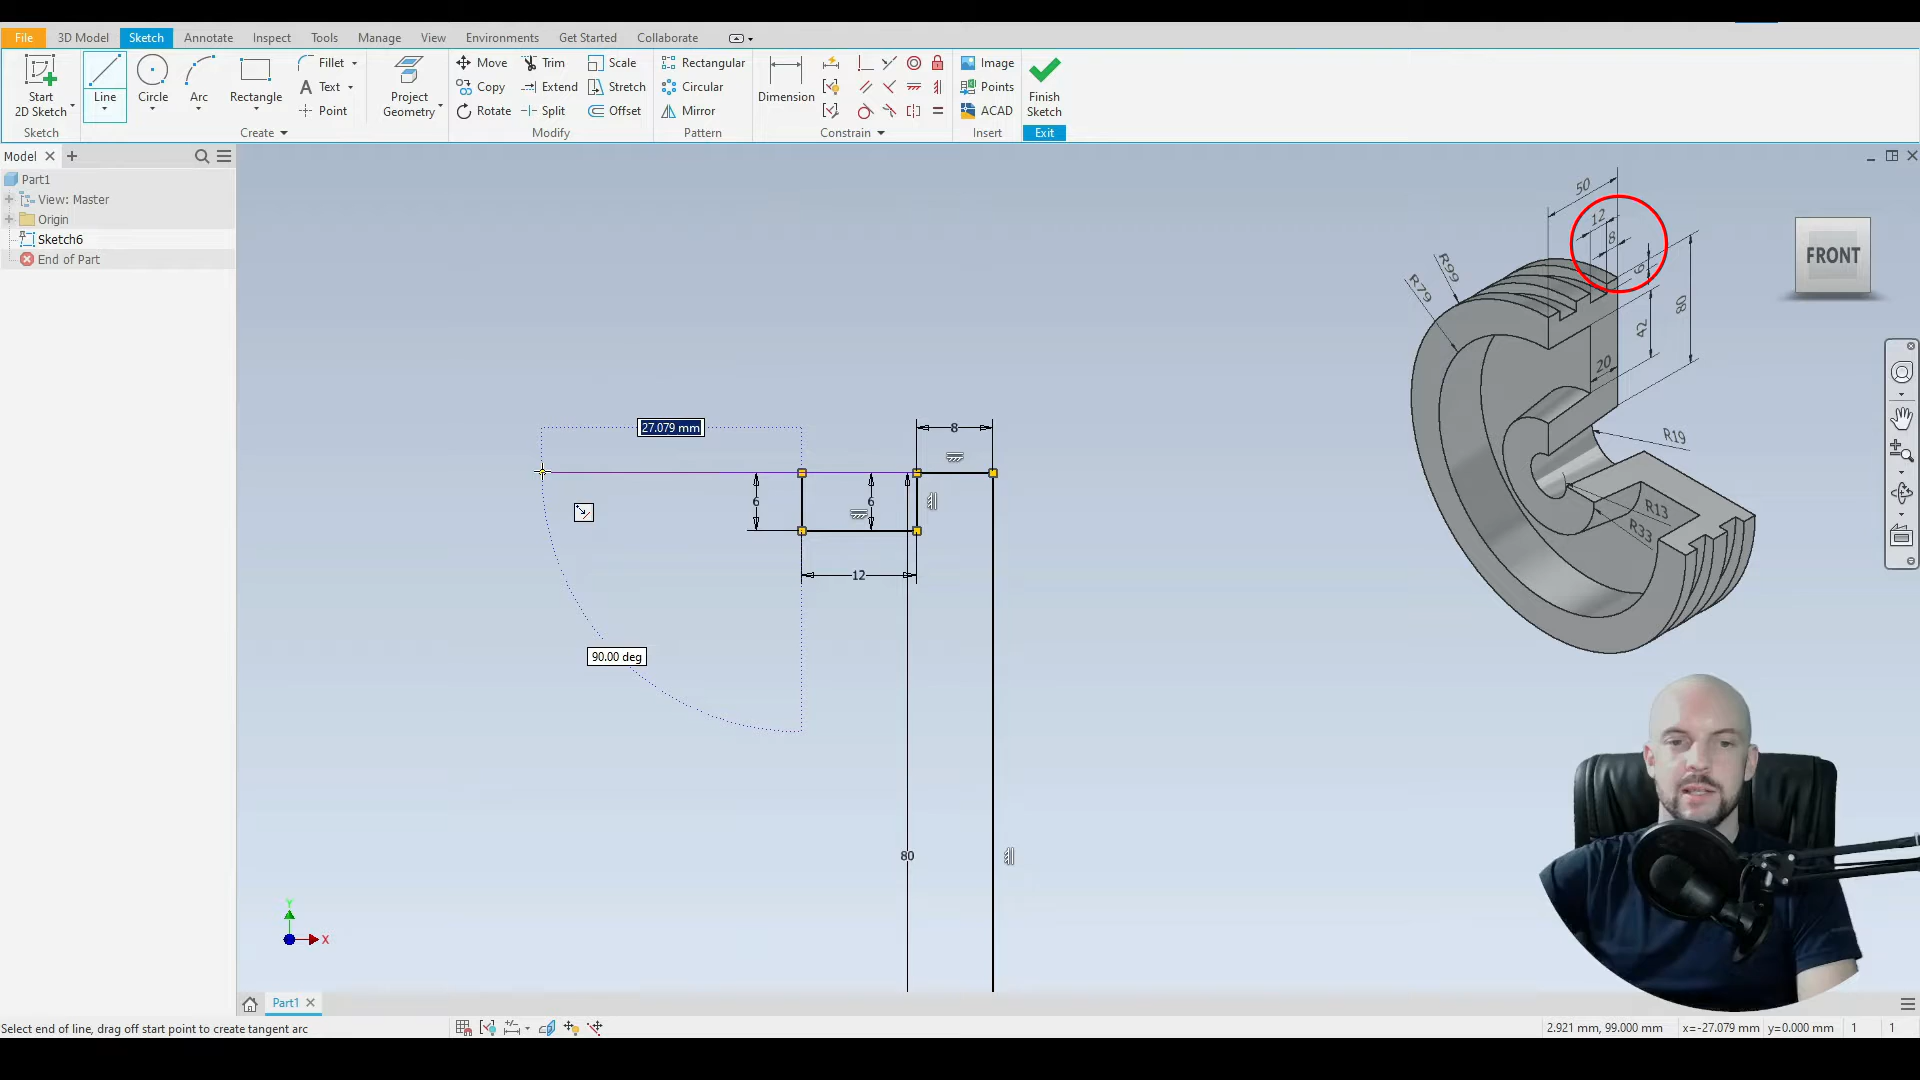 File 3D Model Sketch Annotate Inspect Tools Manage View Environments Get Started Collaborate
Start
2D Sketch
Line
Circle
Arc
Rectangle
Fillet
Text
Point
Project
Geometry
Move
Copy
Rotate
Trim
Extend
Split
Scale
Stretch
Offset
Rectangular
Circular
Mirror
Dimension
Image
Points
ACAD
Finish
Sketch
Sketch Create Modify Pattern Constrain Insert Exit
Model
Part1
View: Master
Origin
Sketch6
End of Part
27.079 mm
8
6
6
12
90.00 deg
80
50
12
8
6
R99
R79
80
42
20
R19
R13
R33
FRONT
Y
X
Part1
Select end of line, drag off start point to create tangent arc
2.921 mm, 99.000 mm x=-27.079 mm y=0.000 mm 1 1